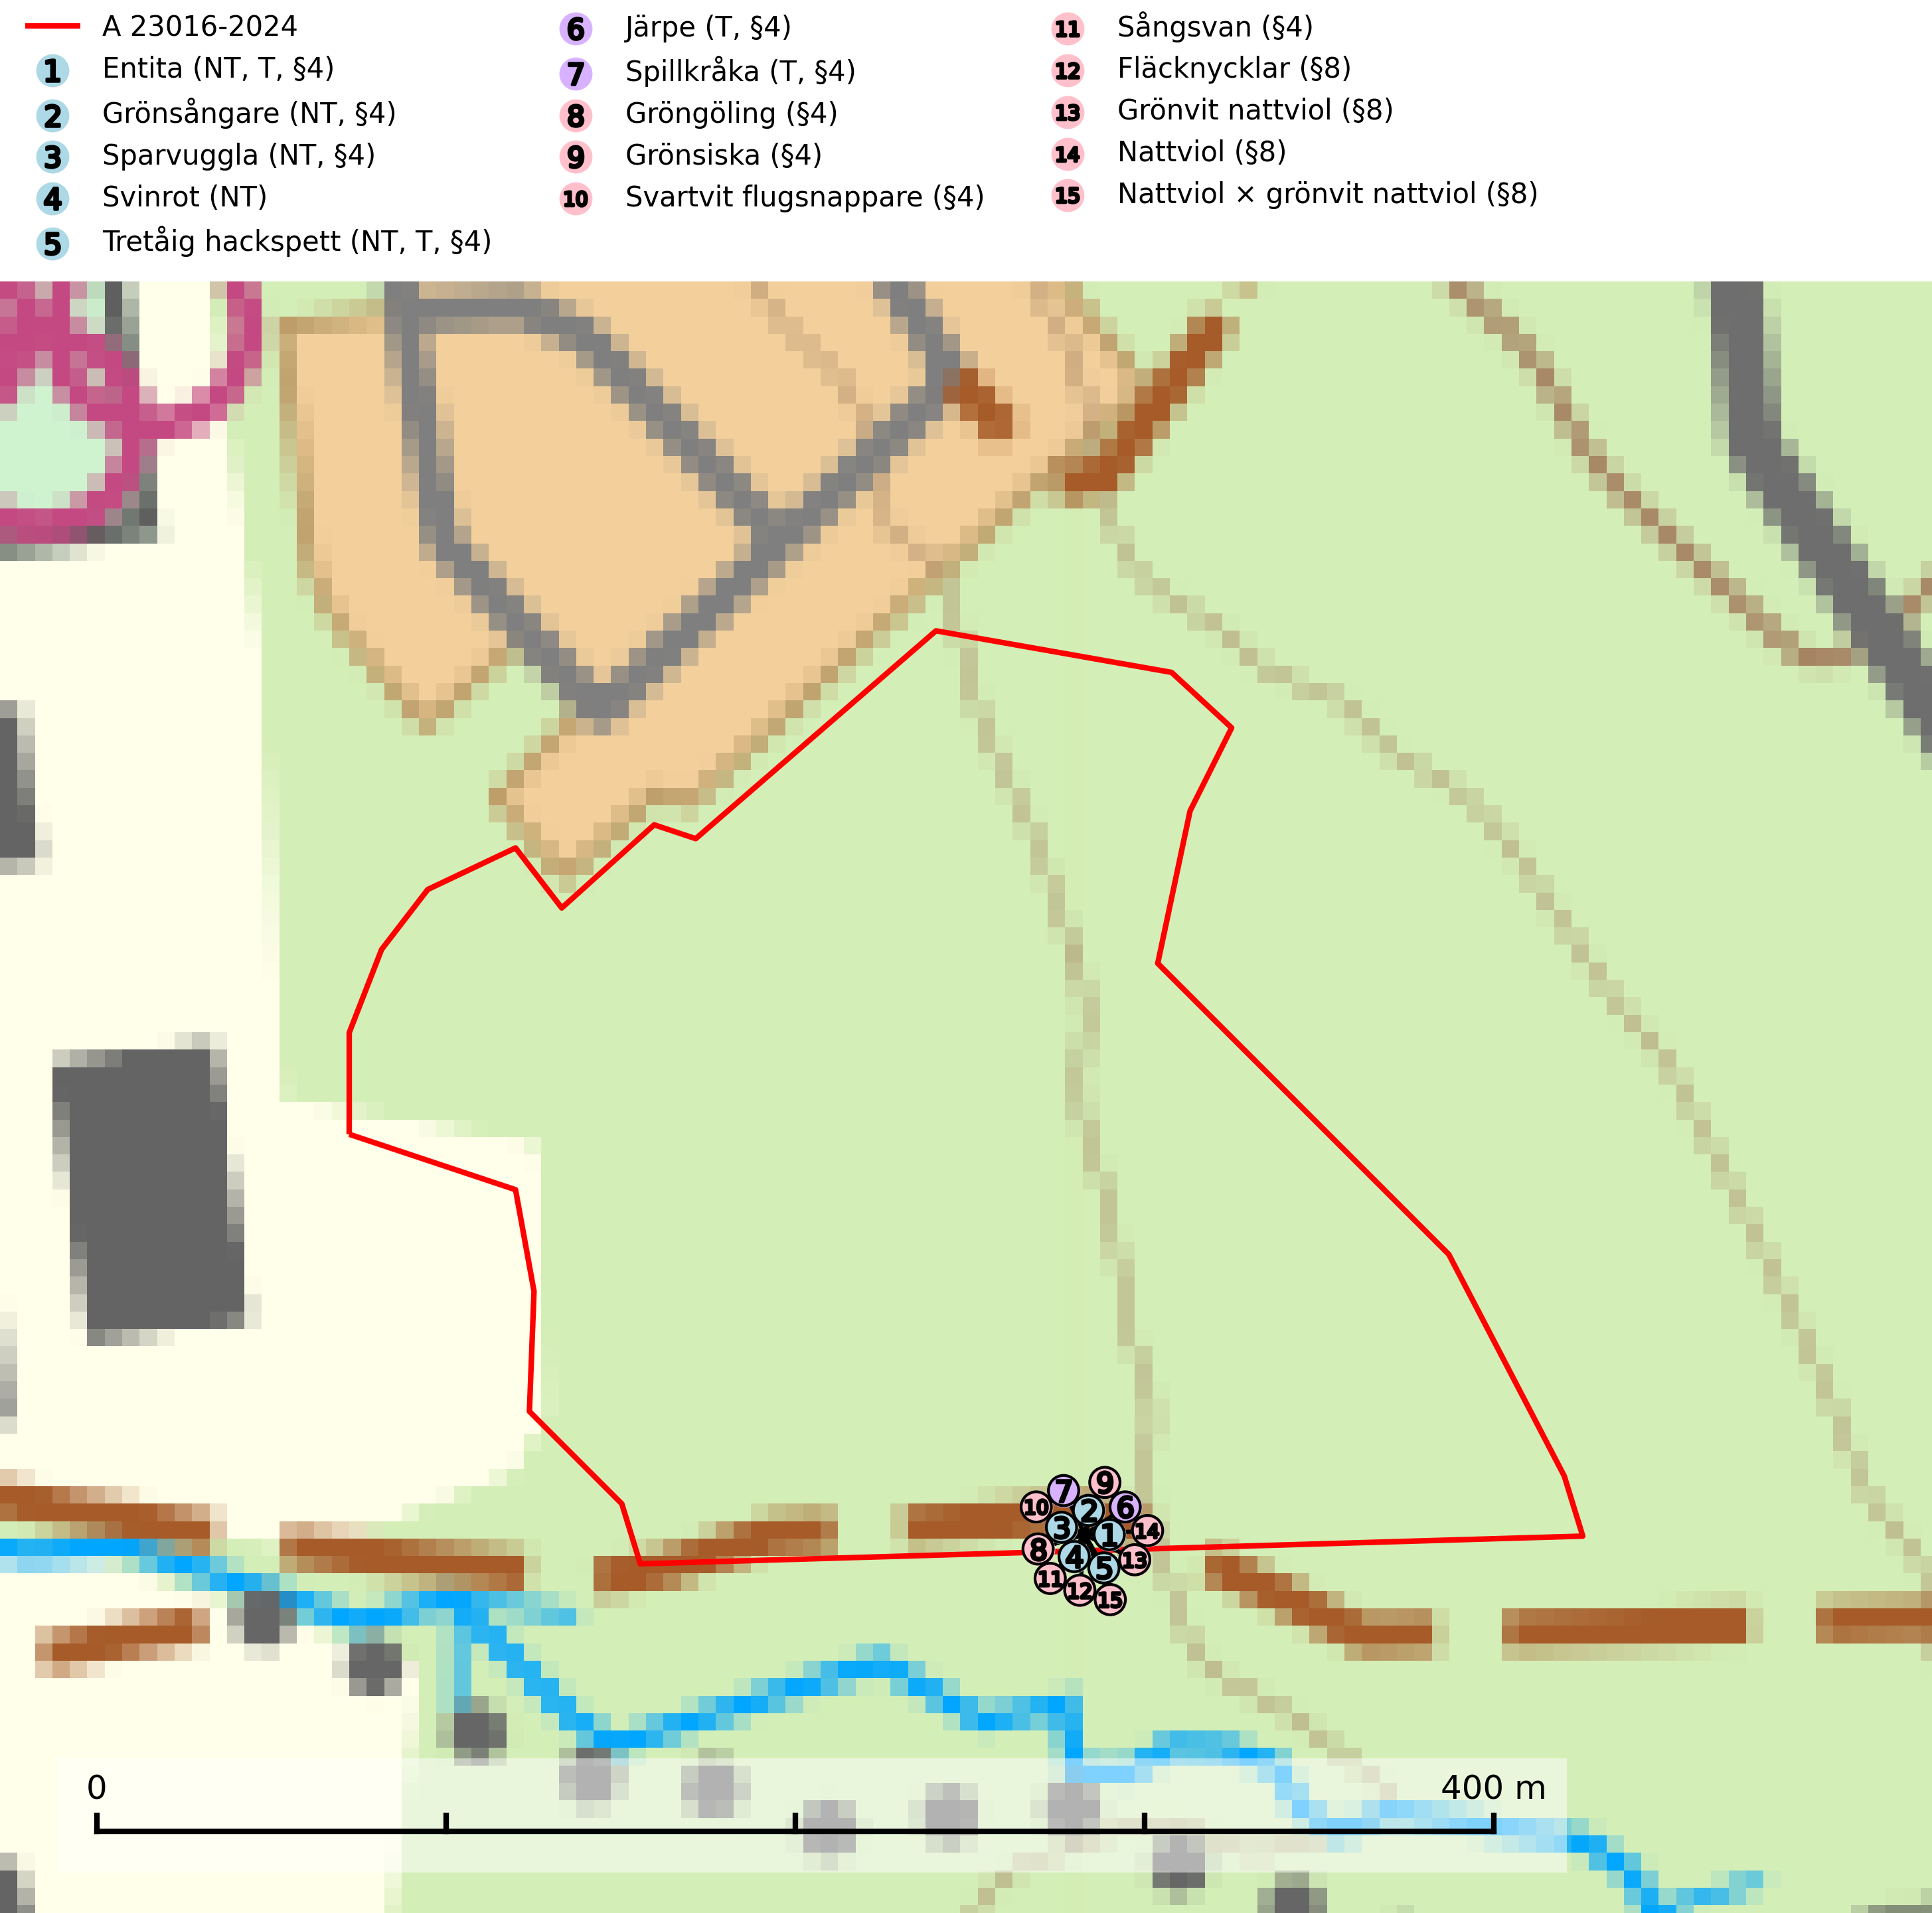 A 23016-2024
1 Entita (NT, T, §4)
2 Grönsångare (NT, §4)
3 Sparvuggla (NT, §4)
4 Svinrot (NT)
5 Tretåig hackspett (NT, T, §4)
6 Järpe (T, §4)
7 Spillkråka (T, §4)
8 Gröngöling (§4)
9 Grönsiska (§4)
10 Svartvit flugsnappare (§4)
11 Sångsvan (§4)
12 Fläcknycklar (§8)
13 Grönvit nattviol (§8)
14 Nattviol (§8)
15 Nattviol × grönvit nattviol (§8)
9
7
10 2 6
3 1 14
8 4 5 13
11 12 15
0 400 m